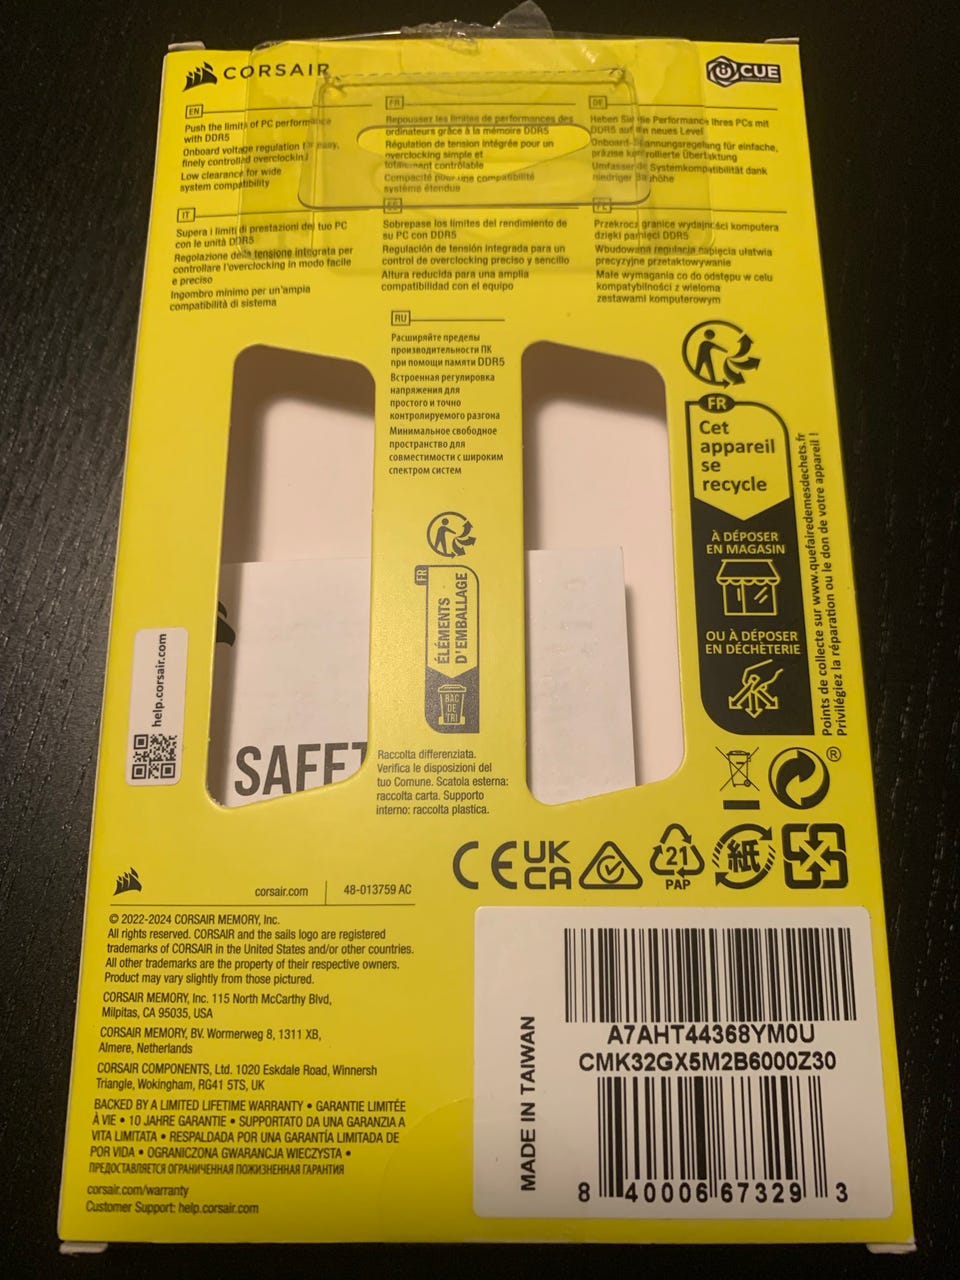 CORSAIR
iCUE
EN
Push the limits of PC performance
with DDR5
Onboard voltage regulation for easy,
finely controlled overclocking
Low clearance for wide
system compatibility
FR
Repoussez les limites de performances des
ordinateurs grâce à la mémoire DDR5
Régulation de tension intégrée pour un
overclocking simple et
totalement contrôlable
Compacité pour une compatibilité
système étendue
DE
Heben Sie die Performance Ihres PCs mit
DDR5 auf ein neues Level
Onboard-Spannungsregelung für einfache,
präzise kontrollierte Übertaktung
Umfassende Systemkompatibilität dank
niedriger Bauhöhe
IT
Supera i limiti di prestazioni del tuo PC
con le unità DDR5
Regolazione della tensione integrata per
controllare l'overclocking in modo facile
e preciso
Ingombro minimo per un'ampia
compatibilità di sistema
ES
Sobrepase los límites del rendimiento de
su PC con DDR5
Regulación de tensión integrada para un
control de overclocking preciso y sencillo
Altura reducida para una amplia
compatibilidad con el equipo
PL
Przekrocz granice wydajności komputera
dzięki pamięci DDR5
Wbudowana regulacja napięcia ułatwia
precyzyjne przetaktowywanie
Małe wymagania co do odstępu w celu
kompatybilności z wieloma
zestawami komputerowym
RU
Расширяйте пределы
производительности ПК
при помощи памяти DDR5
Встроенная регулировка
напряжения для
простого и точно
контролируемого разгона
Минимальное свободное
пространство для
совместимости с широким
спектром систем
FR
Cet
appareil
se
recycle
À DÉPOSER
EN MAGASIN
OU À DÉPOSER
EN DÉCHÈTERIE
Points de collecte sur www.quefairedemesdechets.fr
Privilégiez la réparation ou le don de votre appareil !
FR
ÉLÉMENTS
D'EMBALLAGE
BAC
DE
TRI
help.corsair.com
SAFET
Raccolta differenziata.
Verifica le disposizioni del
tuo Comune. Scatola esterna:
raccolta carta. Supporto
interno: raccolta plastica.
®
CE
UK
CA
21
PAP
紙
corsair.com | 48-013759 AC
© 2022-2024 CORSAIR MEMORY, Inc.
All rights reserved. CORSAIR and the sails logo are registered
trademarks of CORSAIR in the United States and/or other countries.
All other trademarks are the property of their respective owners.
Product may vary slightly from those pictured.
CORSAIR MEMORY, Inc. 115 North McCarthy Blvd,
Milpitas, CA 95035, USA
CORSAIR MEMORY, BV. Wormerweg 8, 1311 XB,
Almere, Netherlands
CORSAIR COMPONENTS, Ltd. 1020 Eskdale Road, Winnersh
Triangle, Wokingham, RG41 5TS, UK
BACKED BY A LIMITED LIFETIME WARRANTY • GARANTIE LIMITÉE
À VIE • 10 JAHRE GARANTIE • SUPPORTATO DA UNA GARANZIA A
VITA LIMITATA • RESPALDADA POR UNA GARANTÍA LIMITADA DE
POR VIDA • OGRANICZONA GWARANCJA WIECZYSTA •
ПРЕДОСТАВЛЯЕТСЯ ОГРАНИЧЕННАЯ ПОЖИЗНЕННАЯ ГАРАНТИЯ
corsair.com/warranty
Customer Support: help.corsair.com
MADE IN TAIWAN
A7AHT44368YM0U
CMK32GX5M2B6000Z30
8 40006 67329 3